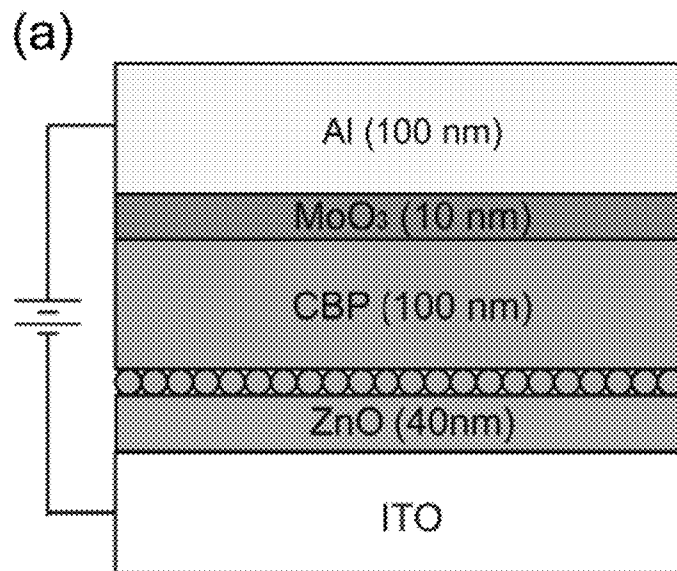 (a)
Al (100 nm)
MoO₃ (10 nm)
CBP (100 nm)
ZnO (40nm)
ITO